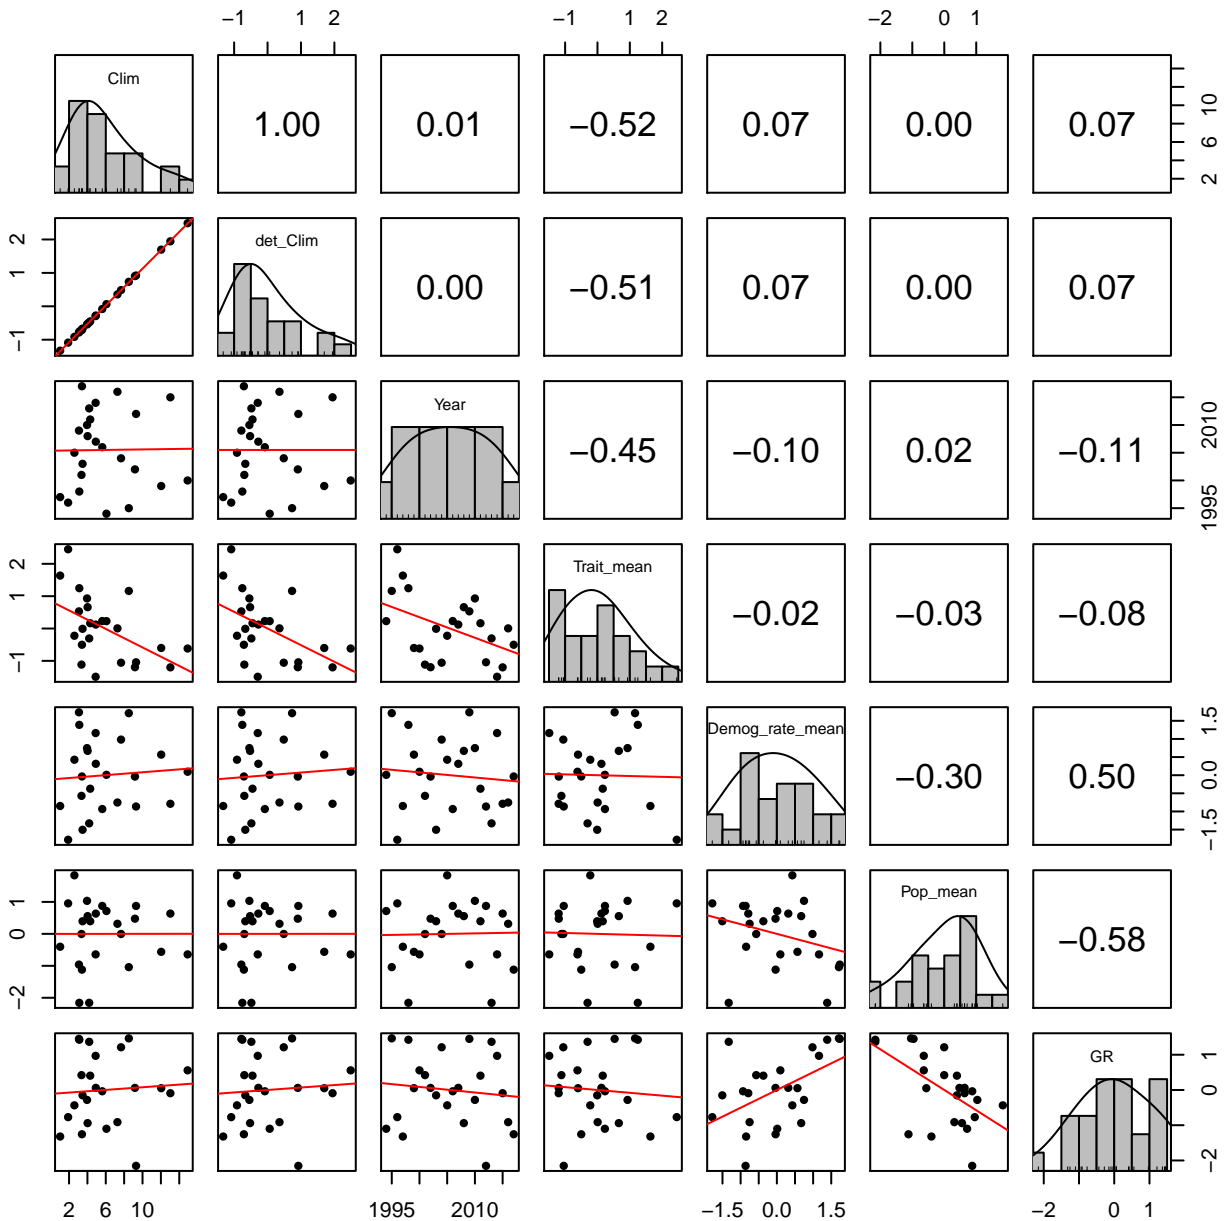 −1 1 2 −1 1 2 −2 0 1
Clim 1.00 0.01 −0.52 0.07 0.00 0.07 2 6 10
−1 1 2 det_Clim 0.00 −0.51 0.07 0.00 0.07
Year −0.45 −0.10 0.02 −0.11 1995 2010
−1 0 1 2 Trait_mean −0.02 −0.03 −0.08
Demog_rate_mean −0.30 0.50 −1.5 0.0 1.5
−2 0 1 Pop_mean −0.58
GR −2 0 1
2 6 10 1995 2010 −1.5 0.0 1.5 −2 0 1